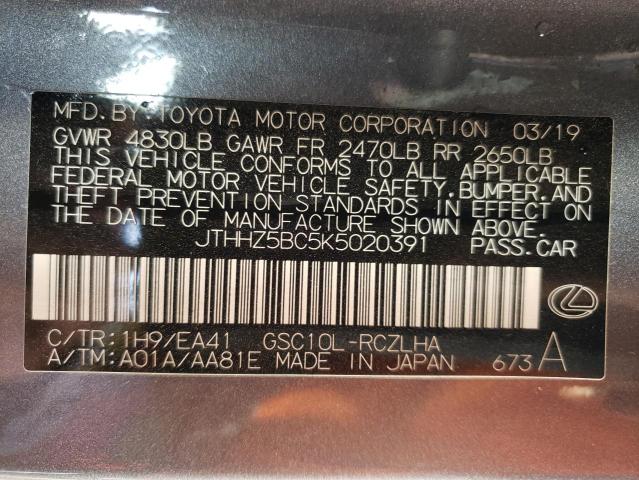 MFD.BY:TOYOTA MOTOR CORPORATION 03/19
GVWR 4830LB GAWR FR 2470LB RR 2650LB
THIS VEHICLE CONFORMS TO ALL APPLICABLE
FEDERAL MOTOR VEHICLE SAFETY,BUMPER,AND
THEFT PREVENTION STANDARDS IN EFFECT ON
THE DATE OF MANUFACTURE SHOWN ABOVE.
JTHHZ5BC5K5020391 PASS.CAR
C/TR:1H9/EA41 GSC10L-RCZLHA
A/TM:A01A/AA81E MADE IN JAPAN 673 A